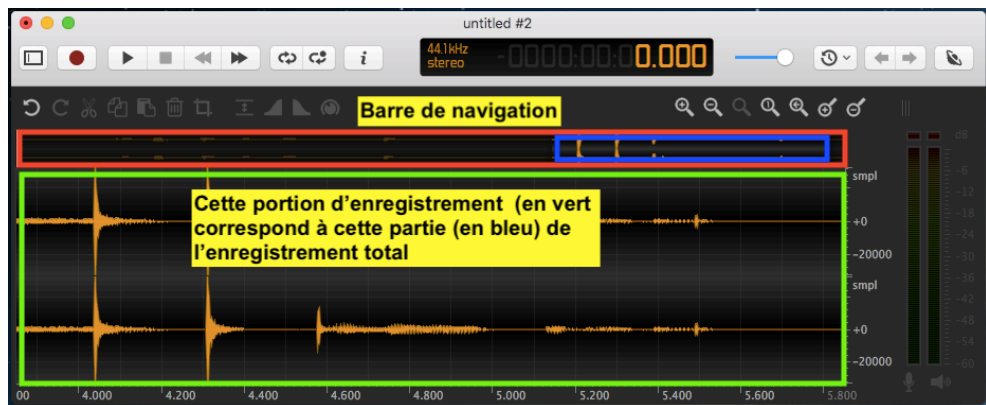 untitled #2
44.1kHz
stereo
-0000:00:00.000
Barre de navigation
dB
smpl
+0
-20000
smpl
+0
-20000
-6
-12
-18
-24
-30
-36
-42
-48
-54
-60
Cette portion d’enregistrement (en vert
correspond à cette partie (en bleu) de
l’enregistrement total
00 4.000 4.200 4.400 4.600 4.800 5.000 5.200 5.400 5.600 5.800